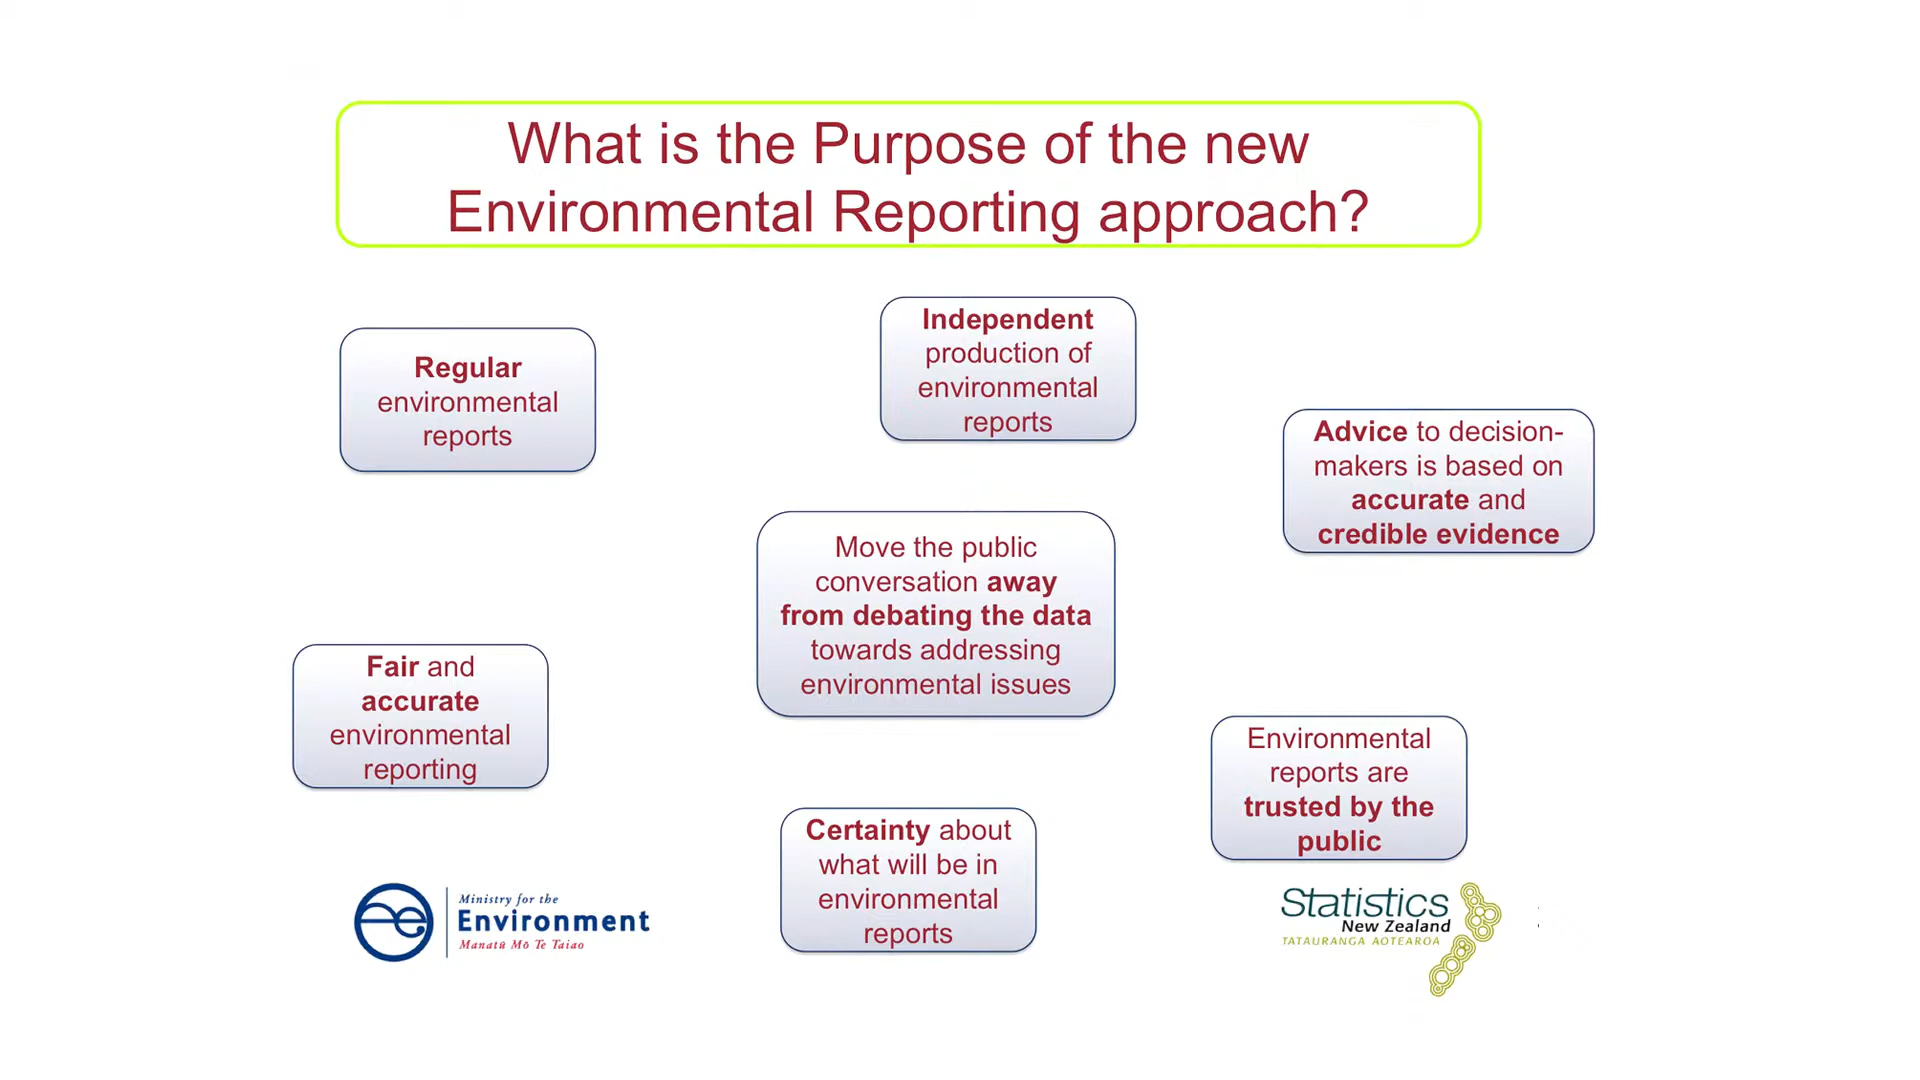 What is the Purpose of the new
Environmental Reporting approach?
Regular
environmental
reports
Independent
production of
environmental
reports
Advice to decision-
makers is based on
accurate and
credible evidence
Move the public
conversation away
from debating the data
towards addressing
environmental issues
Fair and
accurate
environmental
reporting
Environmental
reports are
trusted by the
public
Certainty about
what will be in
environmental
reports
Ministry for the
Environment
Manatū Mō Te Taiao
Statistics
New Zealand
TATAURANGA AOTEAROA